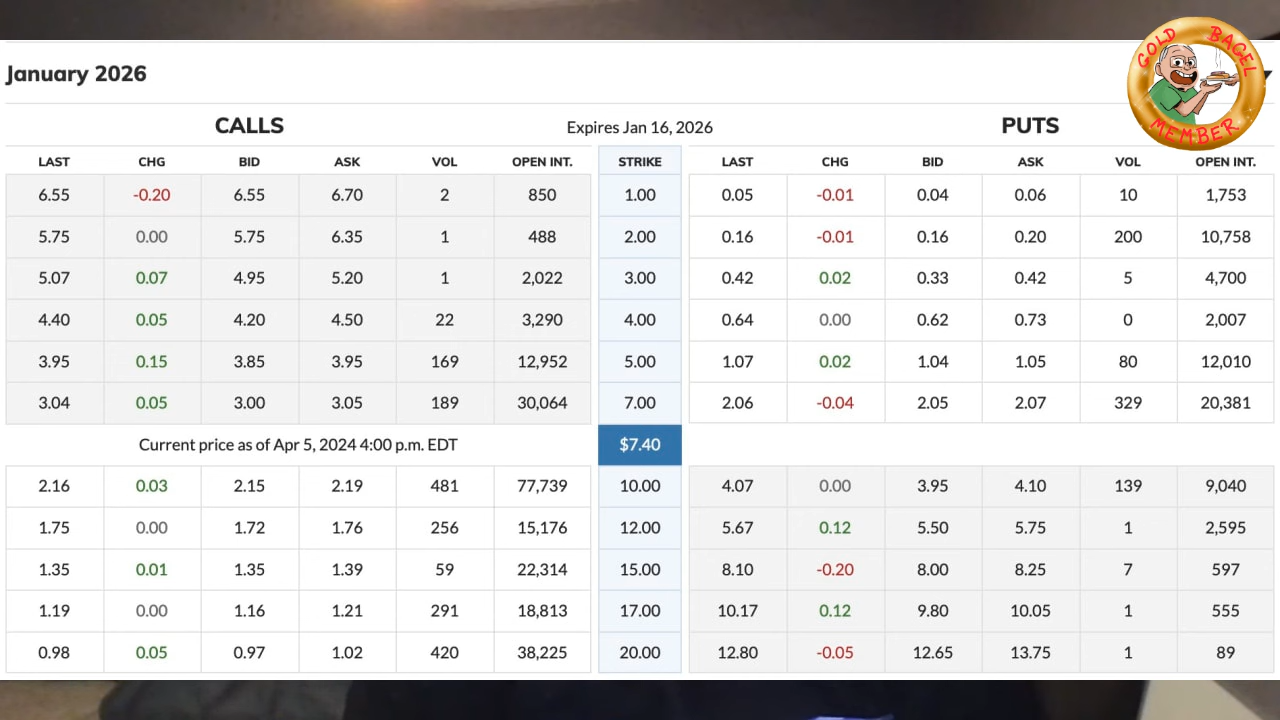 January 2026
GOLD BAGEL
MEMBER
CALLS Expires Jan 16, 2026 PUTS
LAST CHG BID ASK VOL OPEN INT. STRIKE LAST CHG BID ASK VOL OPEN INT.
6.55 -0.20 6.55 6.70 2 850 1.00 0.05 -0.01 0.04 0.06 10 1,753
5.75 0.00 5.75 6.35 1 488 2.00 0.16 -0.01 0.16 0.20 200 10,758
5.07 0.07 4.95 5.20 1 2,022 3.00 0.42 0.02 0.33 0.42 5 4,700
4.40 0.05 4.20 4.50 22 3,290 4.00 0.64 0.00 0.62 0.73 0 2,007
3.95 0.15 3.85 3.95 169 12,952 5.00 1.07 0.02 1.04 1.05 80 12,010
3.04 0.05 3.00 3.05 189 30,064 7.00 2.06 -0.04 2.05 2.07 329 20,381
Current price as of Apr 5, 2024 4:00 p.m. EDT $7.40
2.16 0.03 2.15 2.19 481 77,739 10.00 4.07 0.00 3.95 4.10 139 9,040
1.75 0.00 1.72 1.76 256 15,176 12.00 5.67 0.12 5.50 5.75 1 2,595
1.35 0.01 1.35 1.39 59 22,314 15.00 8.10 -0.20 8.00 8.25 7 597
1.19 0.00 1.16 1.21 291 18,813 17.00 10.17 0.12 9.80 10.05 1 555
0.98 0.05 0.97 1.02 420 38,225 20.00 12.80 -0.05 12.65 13.75 1 89